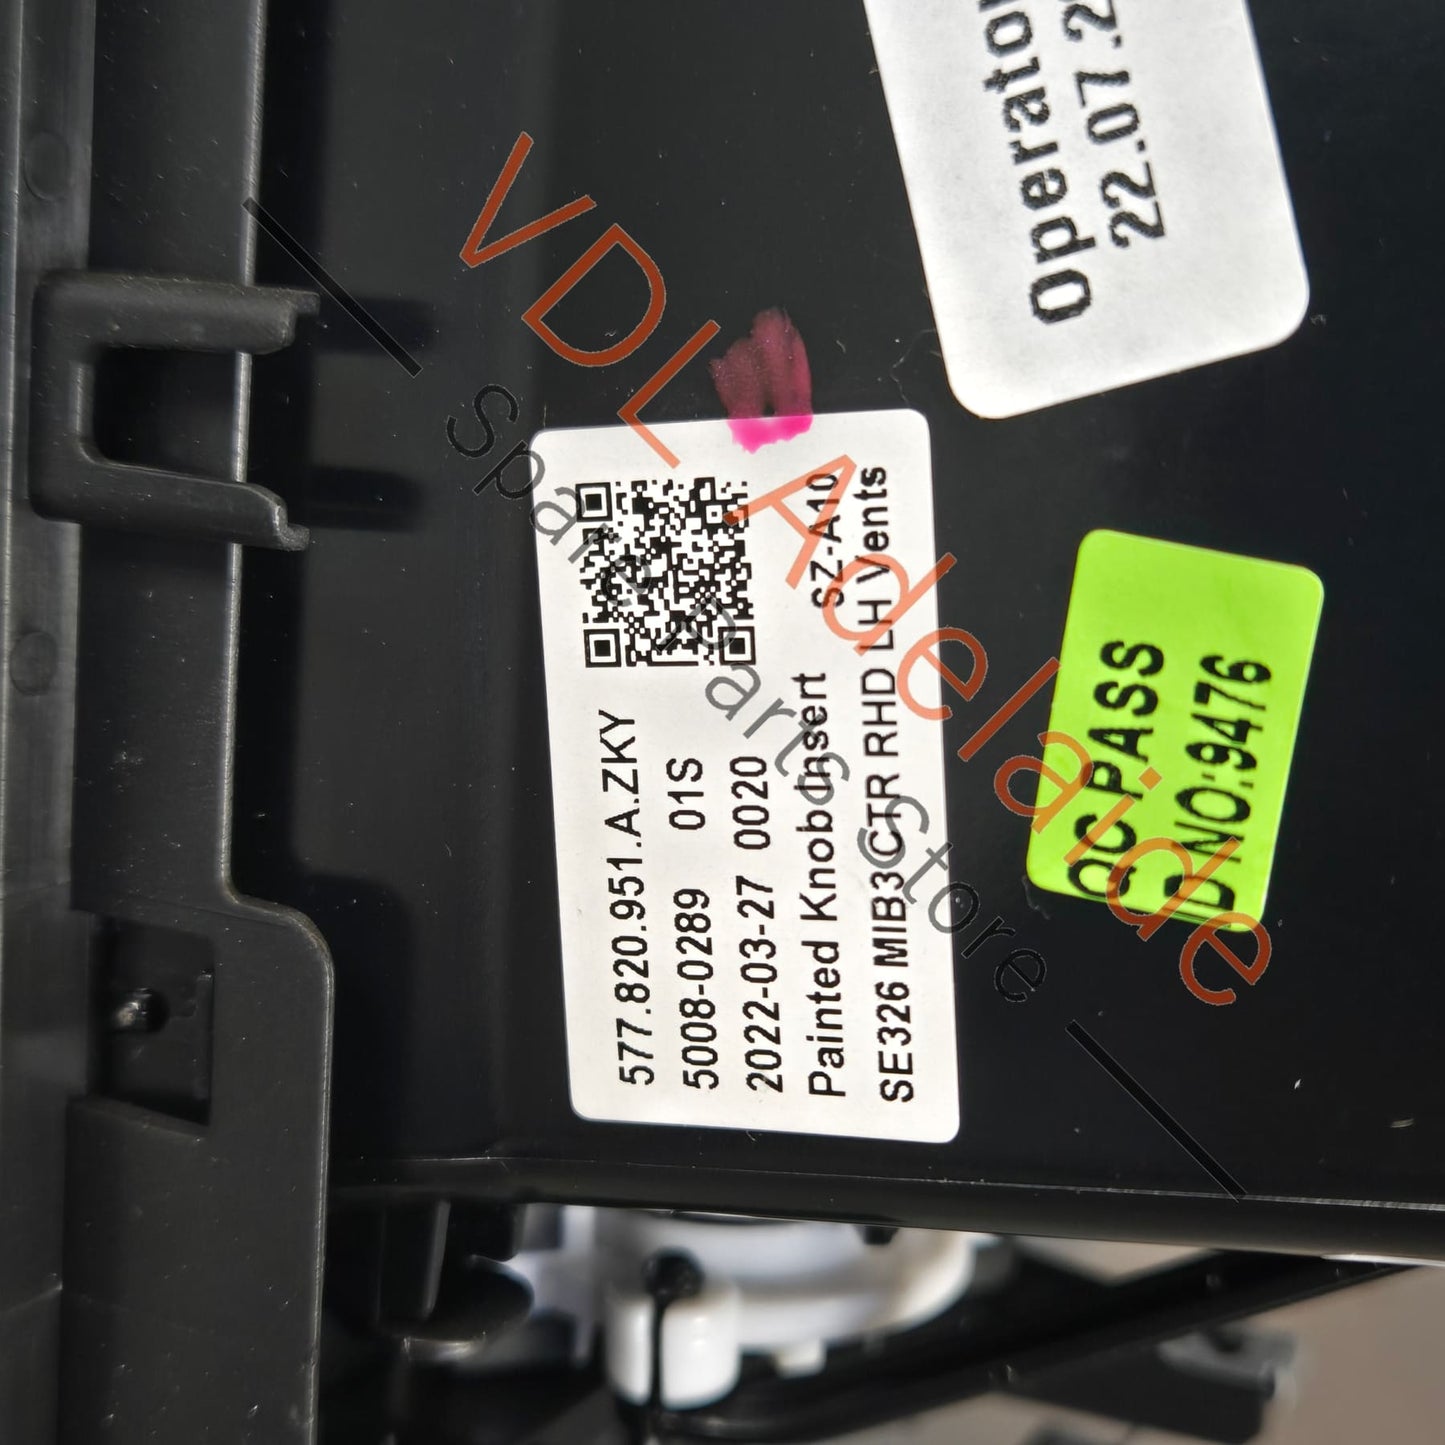 Operator
22.07.2
577.820.951.A.ZKY
5008-0289 01S
2022-03-27 0020
Painted Knob Insert SZ-A10
SE326 MIB3 CTR RHD LH Vents
QC PASS
ID NO:9476
VDL Adelaide
Spare Parts Store